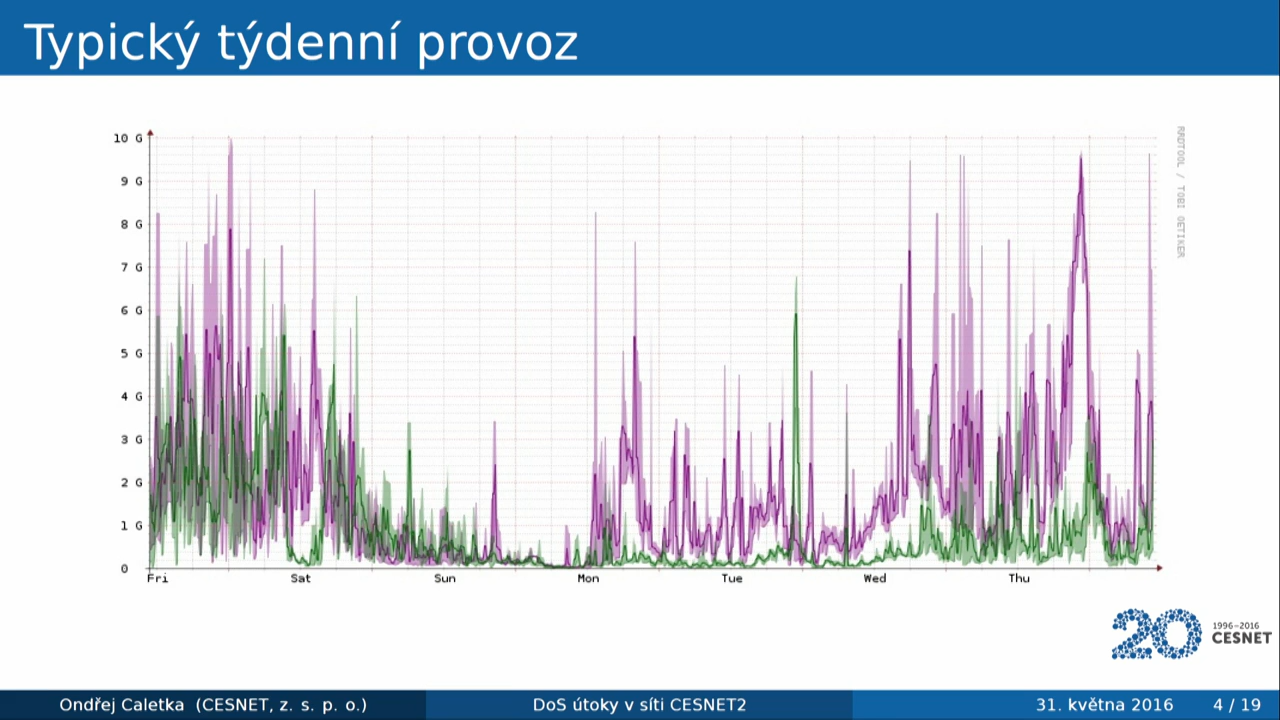 Typický týdenní provoz
10 G
9 G
8 G
7 G
6 G
5 G
4 G
3 G
2 G
1 G
0
Fri Sat Sun Mon Tue Wed Thu
RRDTOOL / TOBI OETIKER
20 1996–2016
CESNET
Ondřej Caletka (CESNET, z. s. p. o.) DoS útoky v síti CESNET2 31. května 2016 4 / 19